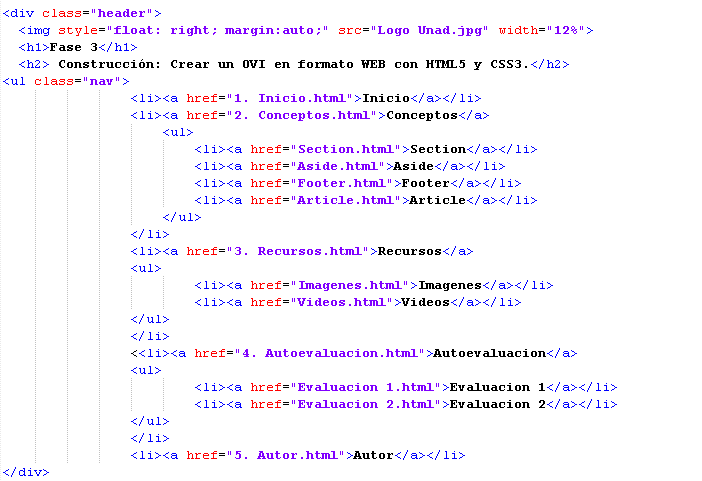 <div class="header">
<img style="float: right; margin:auto;" src="Logo Unad.jpg" width="12%">
<h1>Fase 3</h1>
<h2> Construcción: Crear un OVI en formato WEB con HTML5 y CSS3.</h2>
<ul class="nav">
<li><a href="1. Inicio.html">Inicio</a></li>
<li><a href="2. Conceptos.html">Conceptos</a>
<ul>
<li><a href="Section.html">Section</a></li>
<li><a href="Aside.html">Aside</a></li>
<li><a href="Footer.html">Footer</a></li>
<li><a href="Article.html">Article</a></li>
</ul>
</li>
<li><a href="3. Recursos.html">Recursos</a>
<ul>
<li><a href="Imagenes.html">Imagenes</a></li>
<li><a href="Videos.html">Videos</a></li>
</ul>
</li>
<<li><a href="4. Autoevaluacion.html">Autoevaluacion</a>
<ul>
<li><a href="Evaluacion 1.html">Evaluacion 1</a></li>
<li><a href="Evaluacion 2.html">Evaluacion 2</a></li>
</ul>
</li>
<li><a href="5. Autor.html">Autor</a></li>
</div>